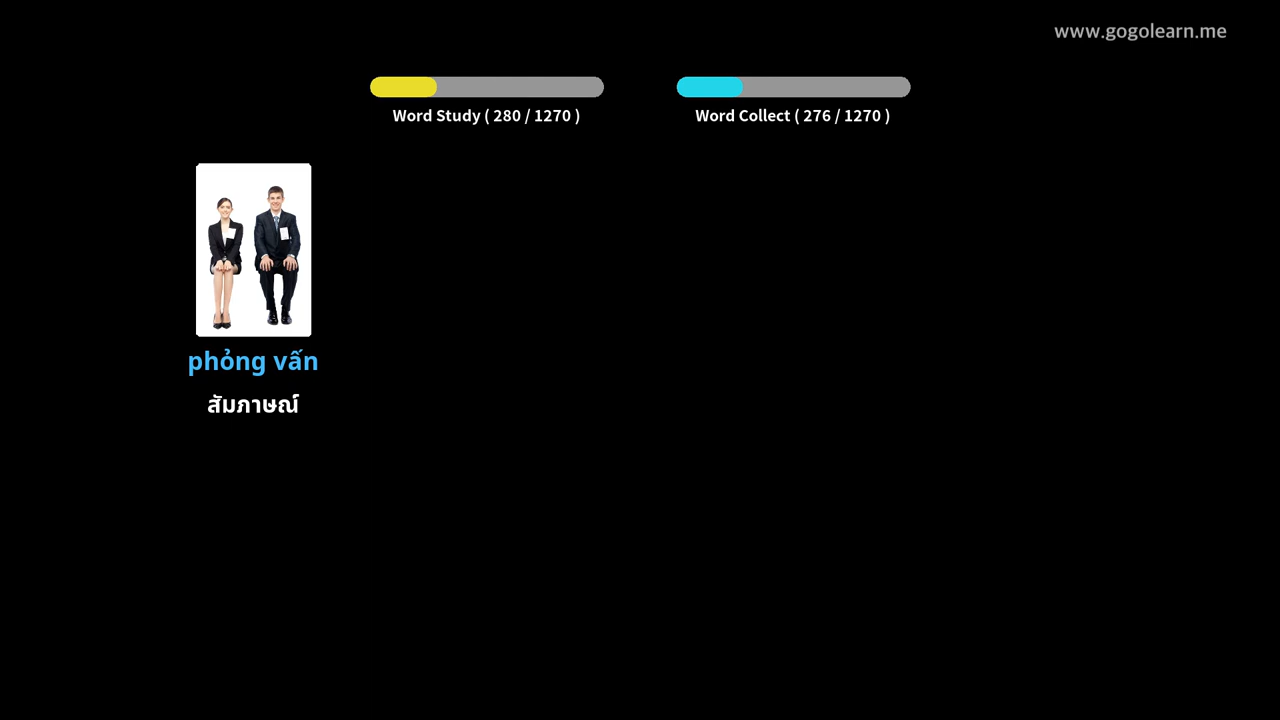 www.gogolearn.me
Word Study ( 280 / 1270 )
Word Collect ( 276 / 1270 )
phỏng vấn
สัมภาษณ์